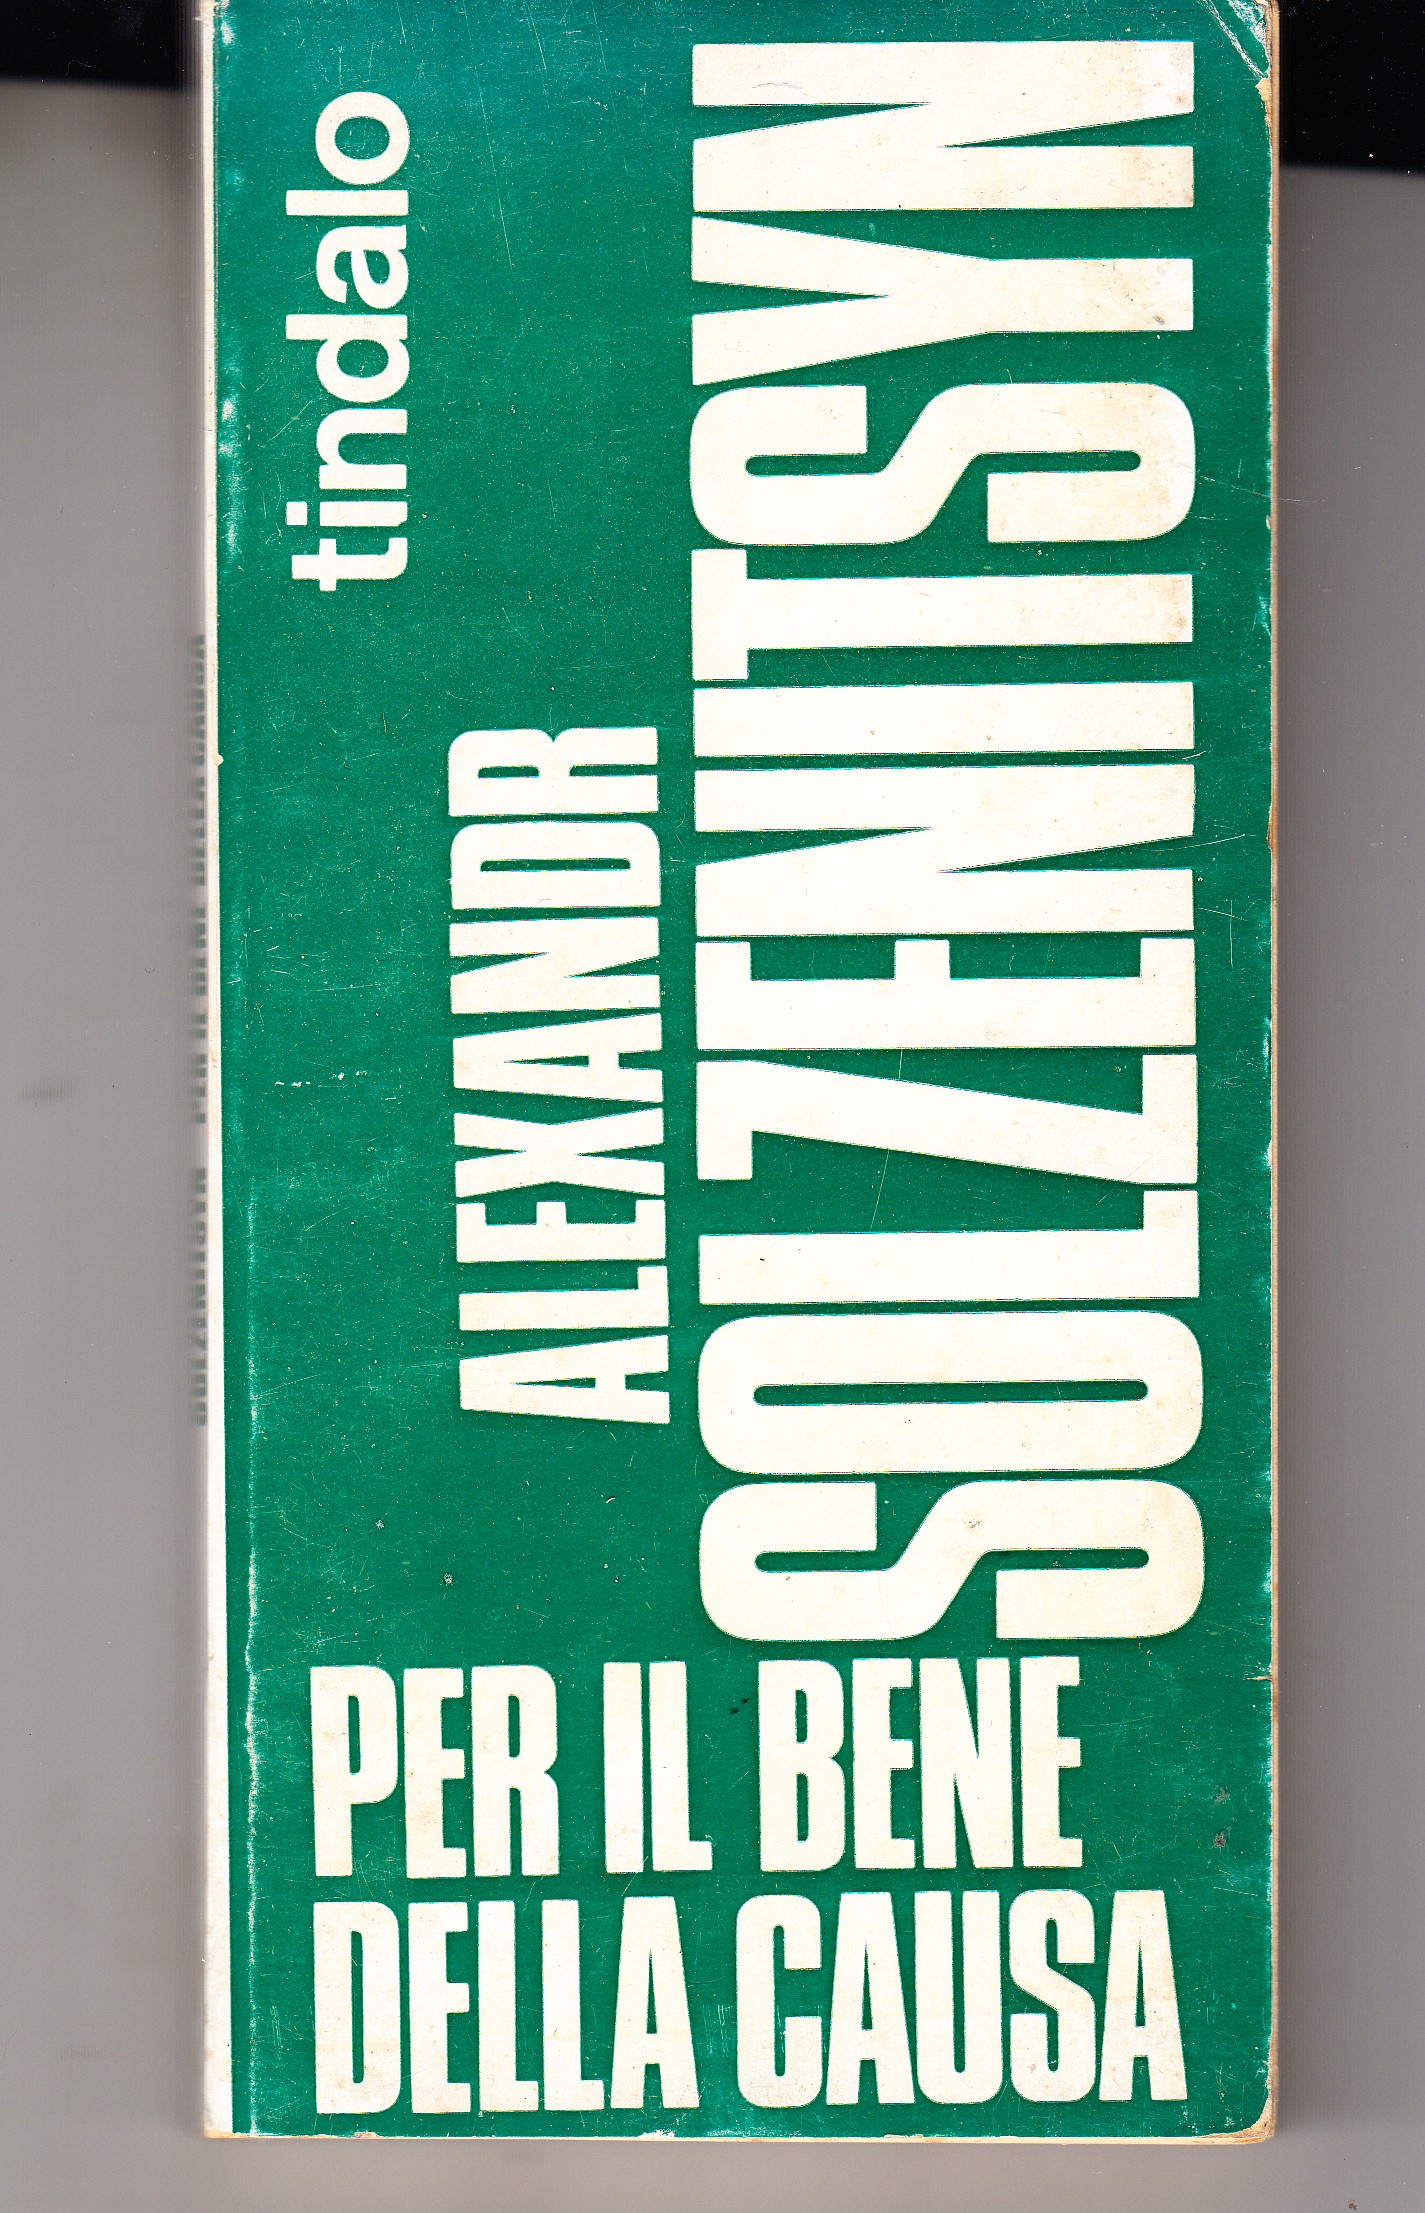 tindalo
ALEXANDR
SOLZENITSYN
PER IL BENE
DELLA CAUSA